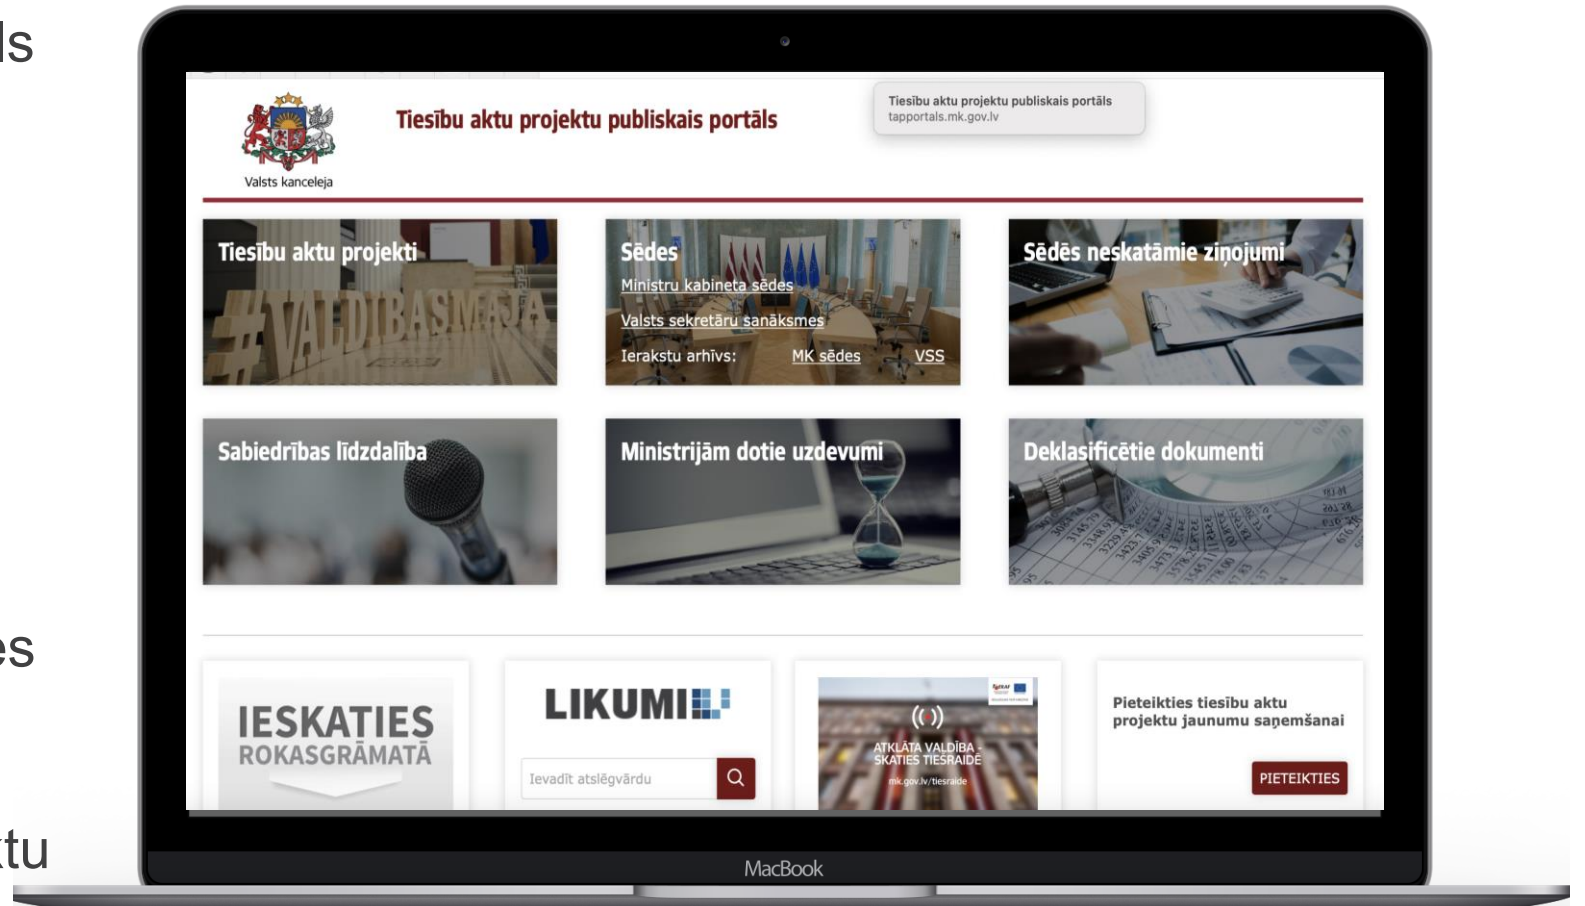 ls
es
ktu
Tiesību aktu projektu publiskais portāls
Tiesību aktu projektu publiskais portāls
tapportals.mk.gov.lv
Valsts kanceleja
Tiesību aktu projekti
#VALDĪBASMĀJA
Sēdes
Ministru kabineta sēdes
Valsts sekretāru sanāksmes
Ierakstu arhīvs: MK sēdes VSS
Sēdēs neskatāmie ziņojumi
Sabiedrības līdzdalība
Ministrijām dotie uzdevumi
Deklasificētie dokumenti
IESKATIES
ROKASGRĀMATĀ
LIKUMI
Ievadīt atslēgvārdu
ATKLĀTA VALDĪBA -
SKATIES TIEŠRAIDĒ
mk.gov.lv/tiesraide
Pieteikties tiesību aktu
projektu jaunumu saņemšanai
PIETEIKTIES
MacBook